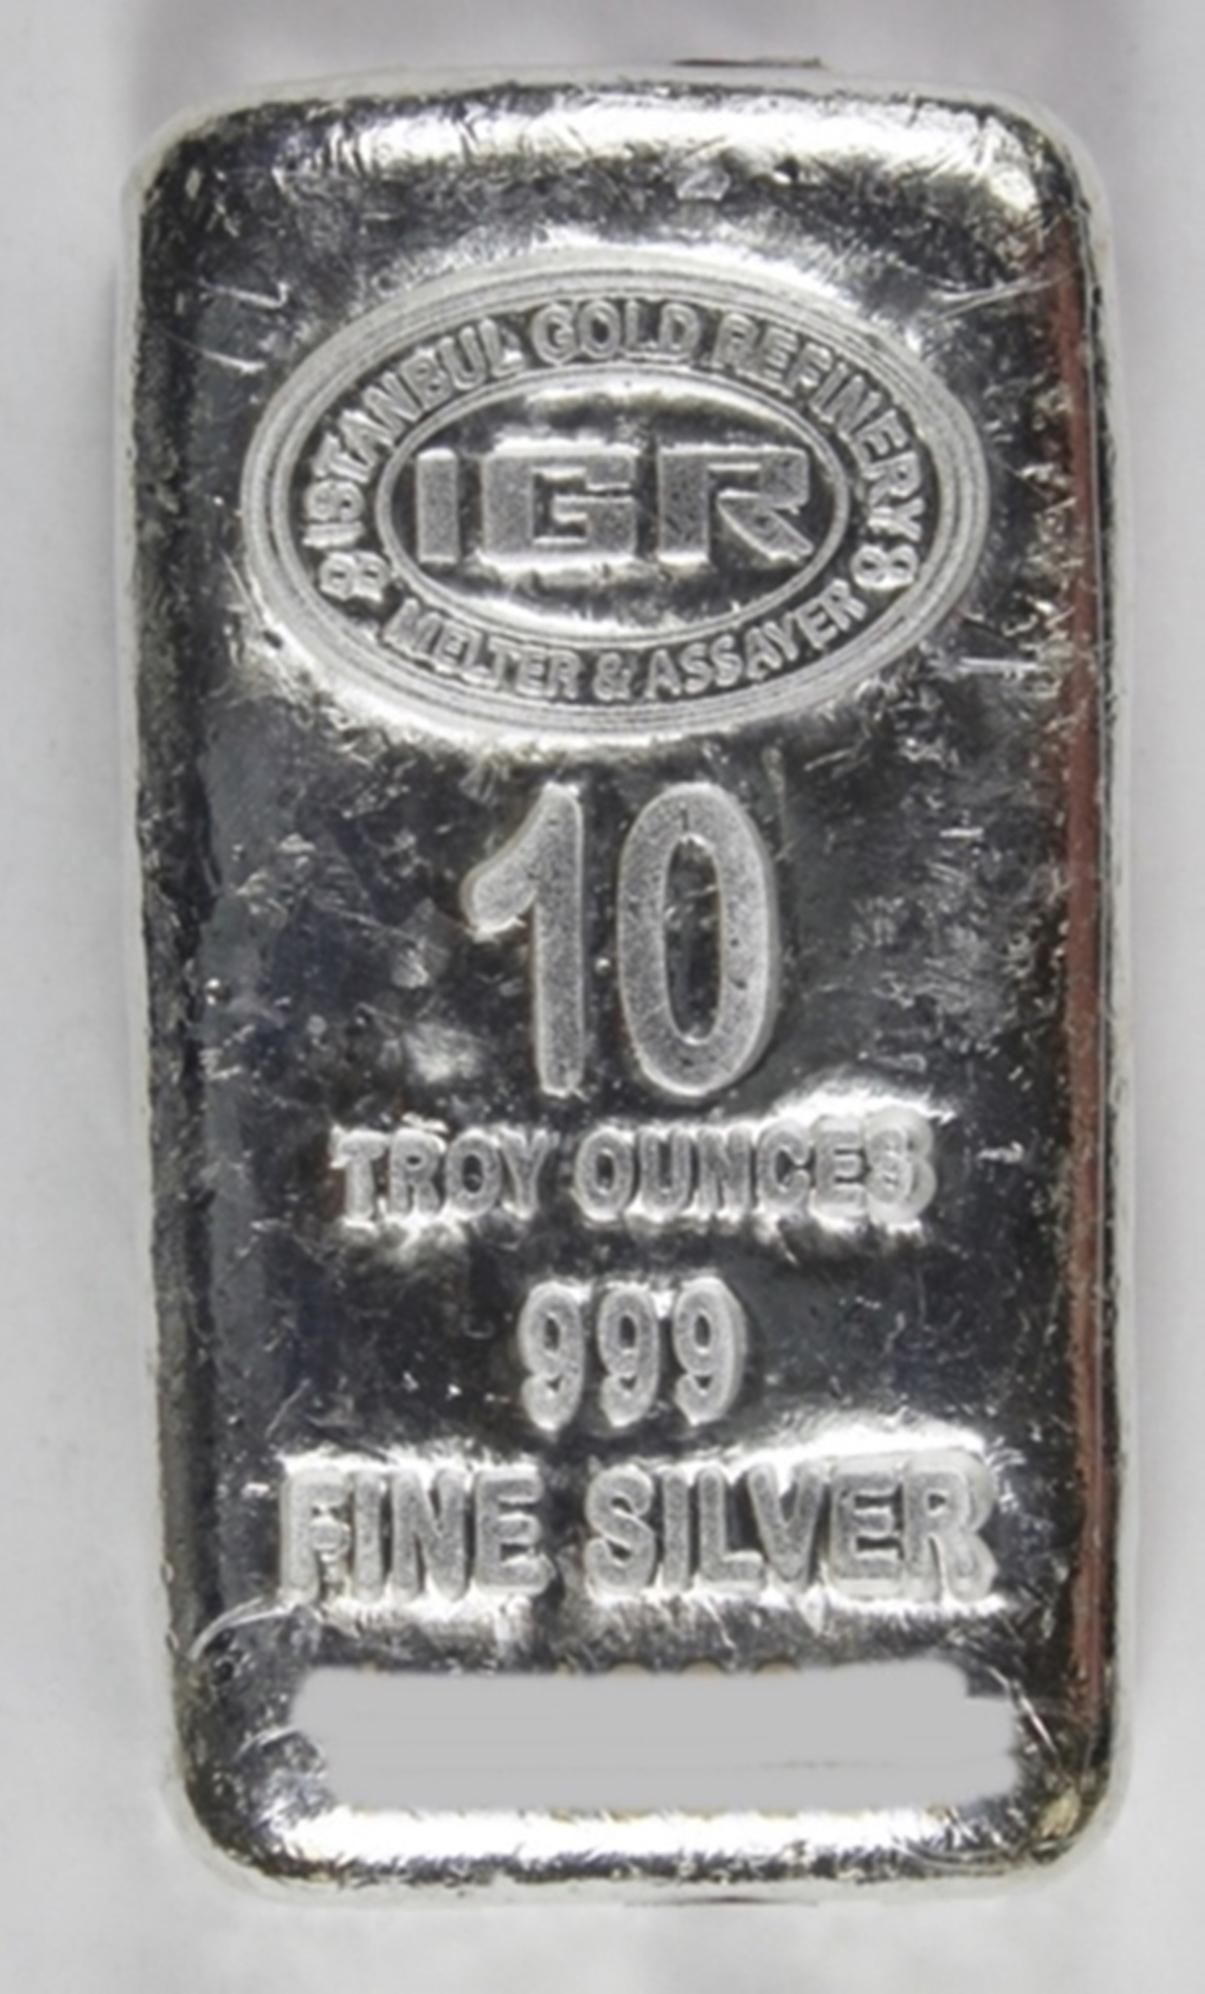 ISTANBUL GOLD REFINERY
IGR
MELTER & ASSAYER
10
TROY OUNCES
999
FINE SILVER